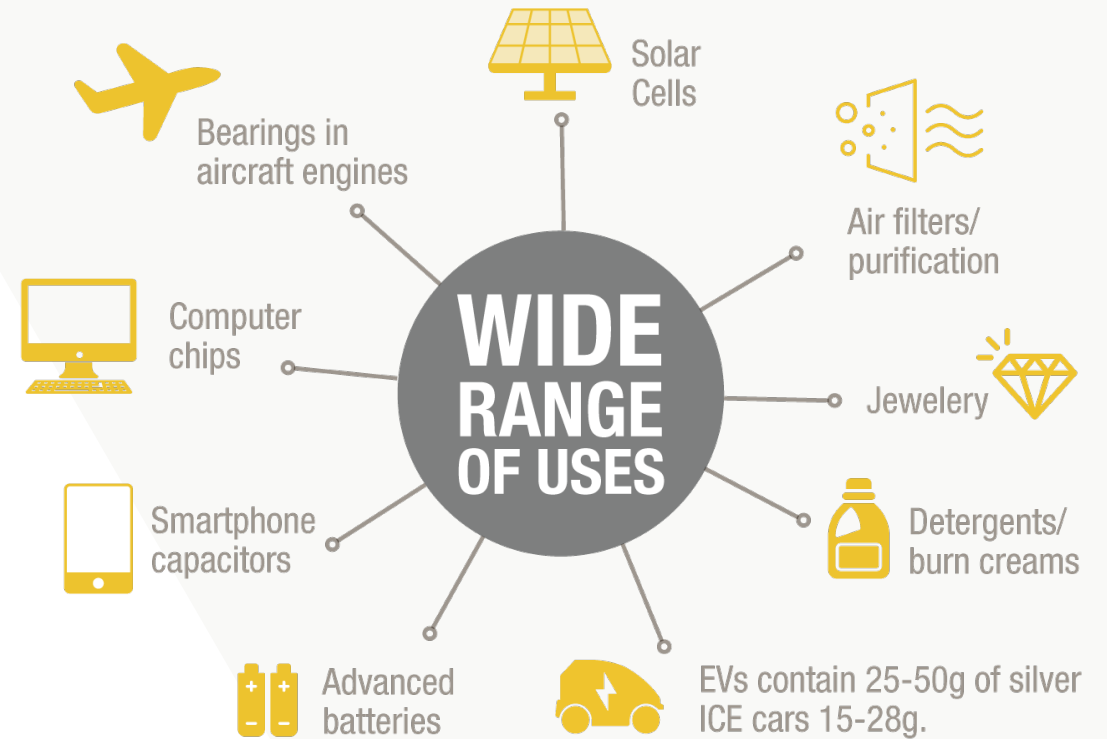 Solar
Cells
Bearings in
aircraft engines
Air filters/
purification
Computer
chips
WIDE
RANGE
OF USES
Jewelery
Smartphone
capacitors
Detergents/
burn creams
Advanced
batteries
EVs contain 25-50g of silver
ICE cars 15-28g.